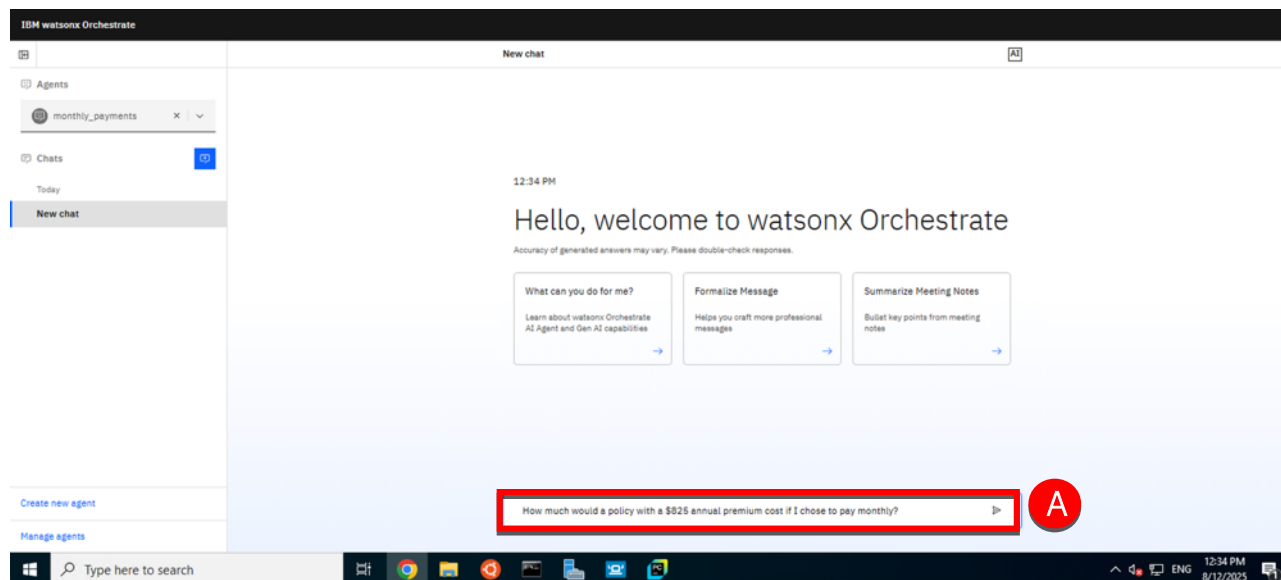 IBM watsonx Orchestrate
New chat
AI
Agents
monthly_payments
Chats
Today
New chat
12:34 PM
Hello, welcome to watsonx Orchestrate
Accuracy of generated answers may vary. Please double-check responses.
What can you do for me?
Learn about watsonx Orchestrate
AI Agent and Gen AI capabilities
Formalize Message
Helps you craft more professional
messages
Summarize Meeting Notes
Bullet key points from meeting
notes
Create new agent
Manage agents
How much would a policy with a $825 annual premium cost if I chose to pay monthly?
A
Type here to search
ENG
12:34 PM
8/12/2025